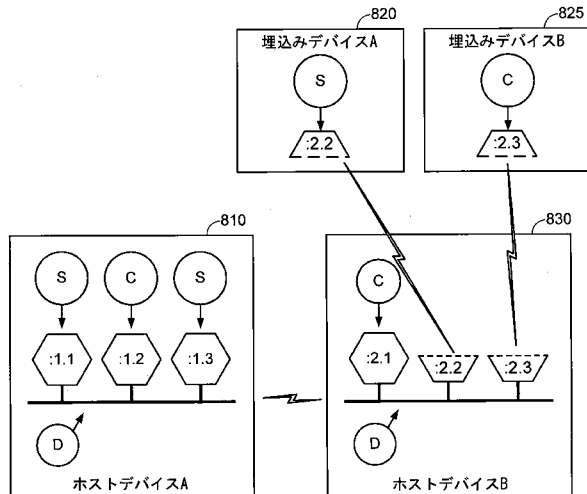 820
埋込みデバイスA
S
:2.2
825
埋込みデバイスB
C
:2.3
810
S
C
S
:1.1
:1.2
:1.3
D
ホストデバイスA
830
C
:2.1
:2.2
:2.3
D
ホストデバイスB